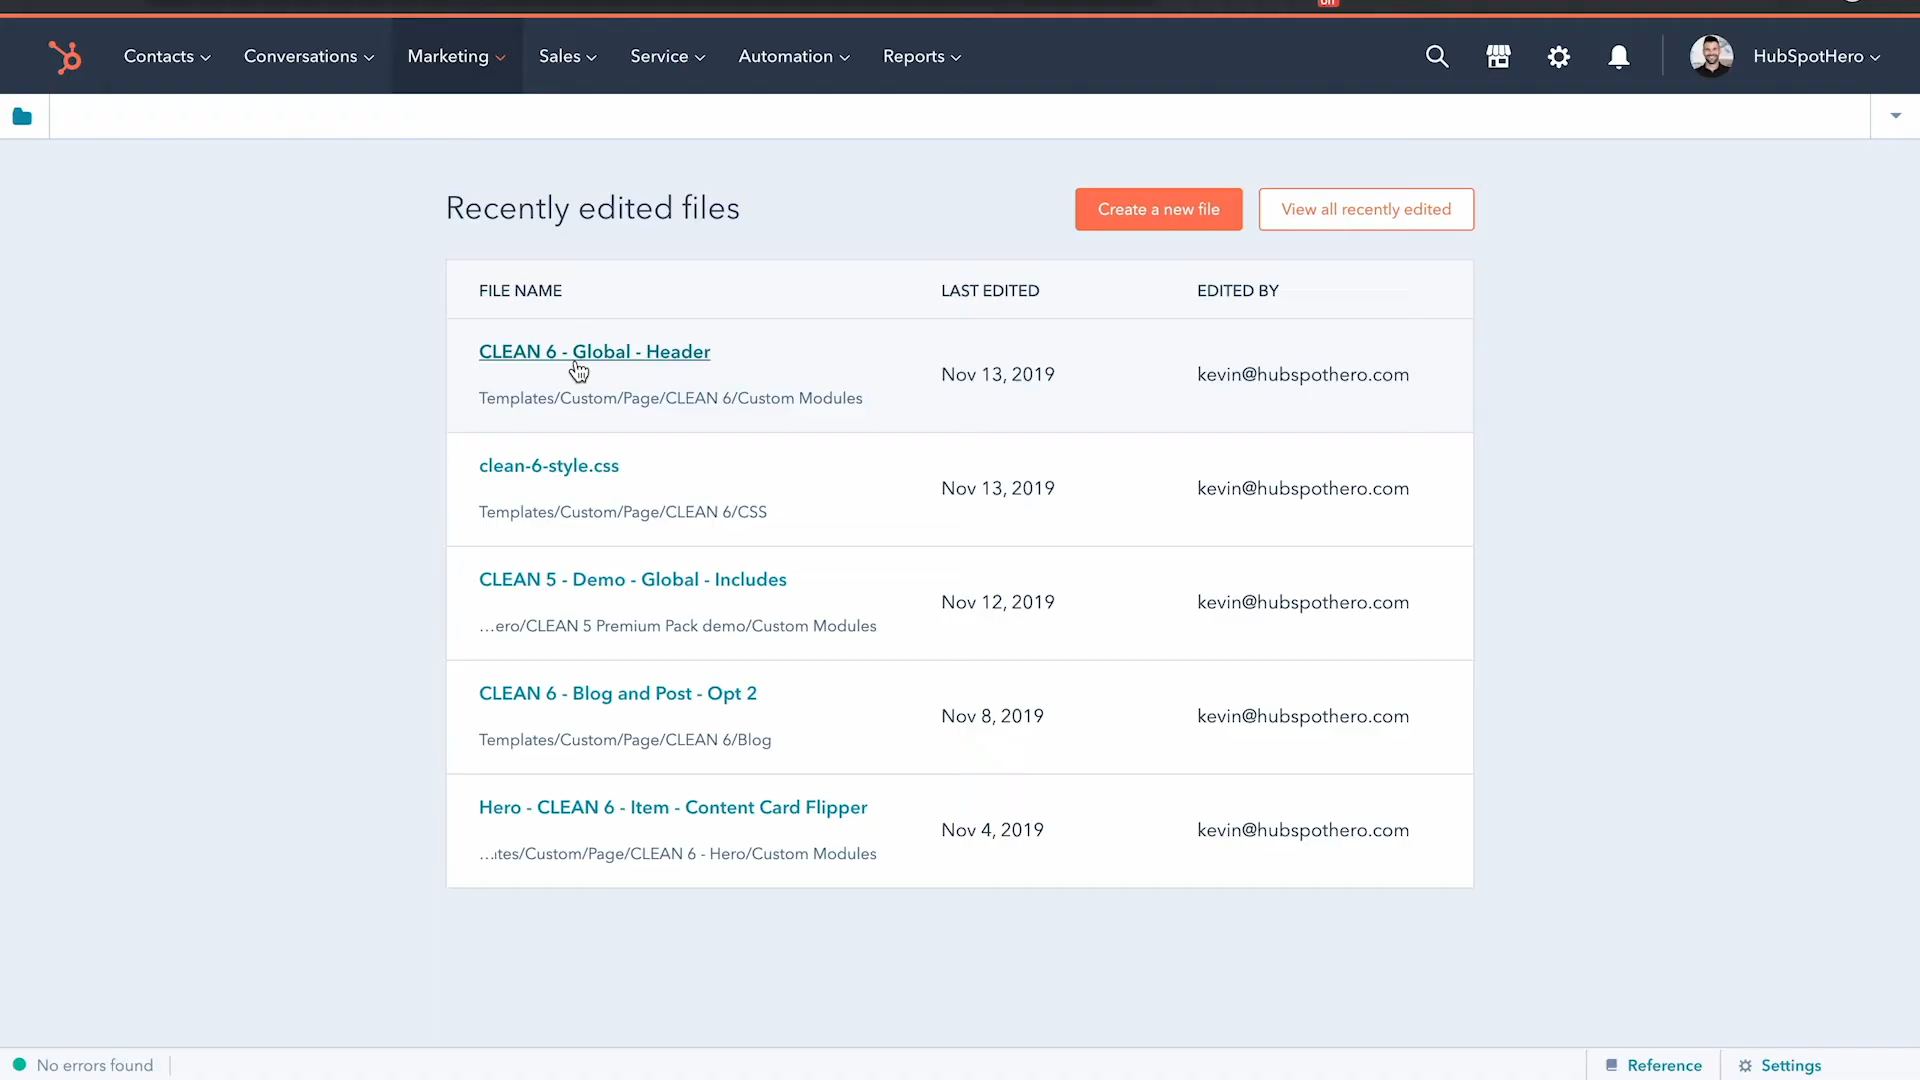 Contacts
Conversations
Marketing
Sales
Service
Automation
Reports
HubSpotHero
Recently edited files
Create a new file
View all recently edited
FILE NAME
LAST EDITED
EDITED BY
CLEAN 6 - Global - Header
Templates/Custom/Page/CLEAN 6/Custom Modules
Nov 13, 2019
kevin@hubspothero.com
clean-6-style.css
Templates/Custom/Page/CLEAN 6/CSS
Nov 13, 2019
kevin@hubspothero.com
CLEAN 5 - Demo - Global - Includes
...ero/CLEAN 5 Premium Pack demo/Custom Modules
Nov 12, 2019
kevin@hubspothero.com
CLEAN 6 - Blog and Post - Opt 2
Templates/Custom/Page/CLEAN 6/Blog
Nov 8, 2019
kevin@hubspothero.com
Hero - CLEAN 6 - Item - Content Card Flipper
...tes/Custom/Page/CLEAN 6 - Hero/Custom Modules
Nov 4, 2019
kevin@hubspothero.com
No errors found
Reference
Settings